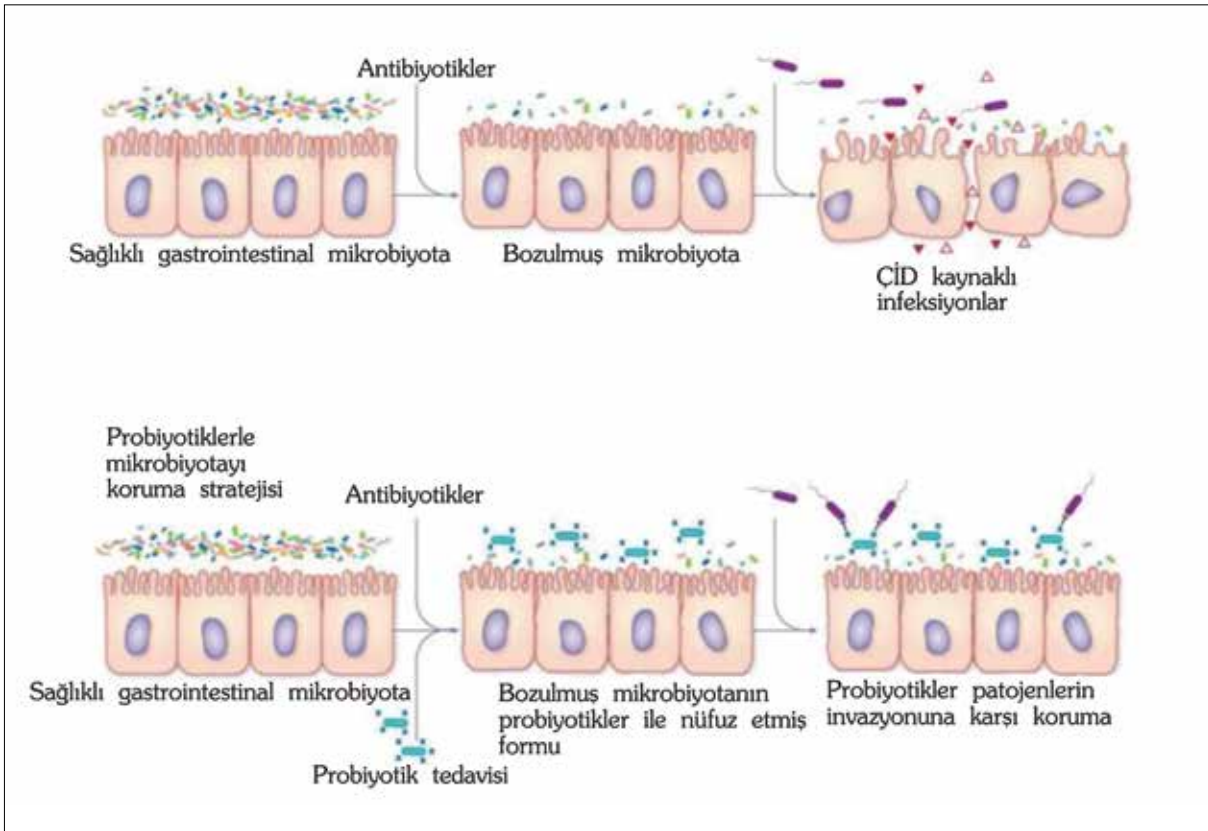 Antibiyotikler
Sağlıklı gastrointestinal mikrobiyota
Bozulmuş mikrobiyota
ÇİD kaynaklı
infeksiyonlar
Probiyotiklerle
mikrobiyotayı
koruma stratejisi
Antibiyotikler
Sağlıklı gastrointestinal mikrobiyota
Bozulmuş mikrobiyotanın
probiyotikler ile nüfuz etmiş
formu
Probiyotikler patojenlerin
invazyonuna karşı koruma
Probiyotik tedavisi